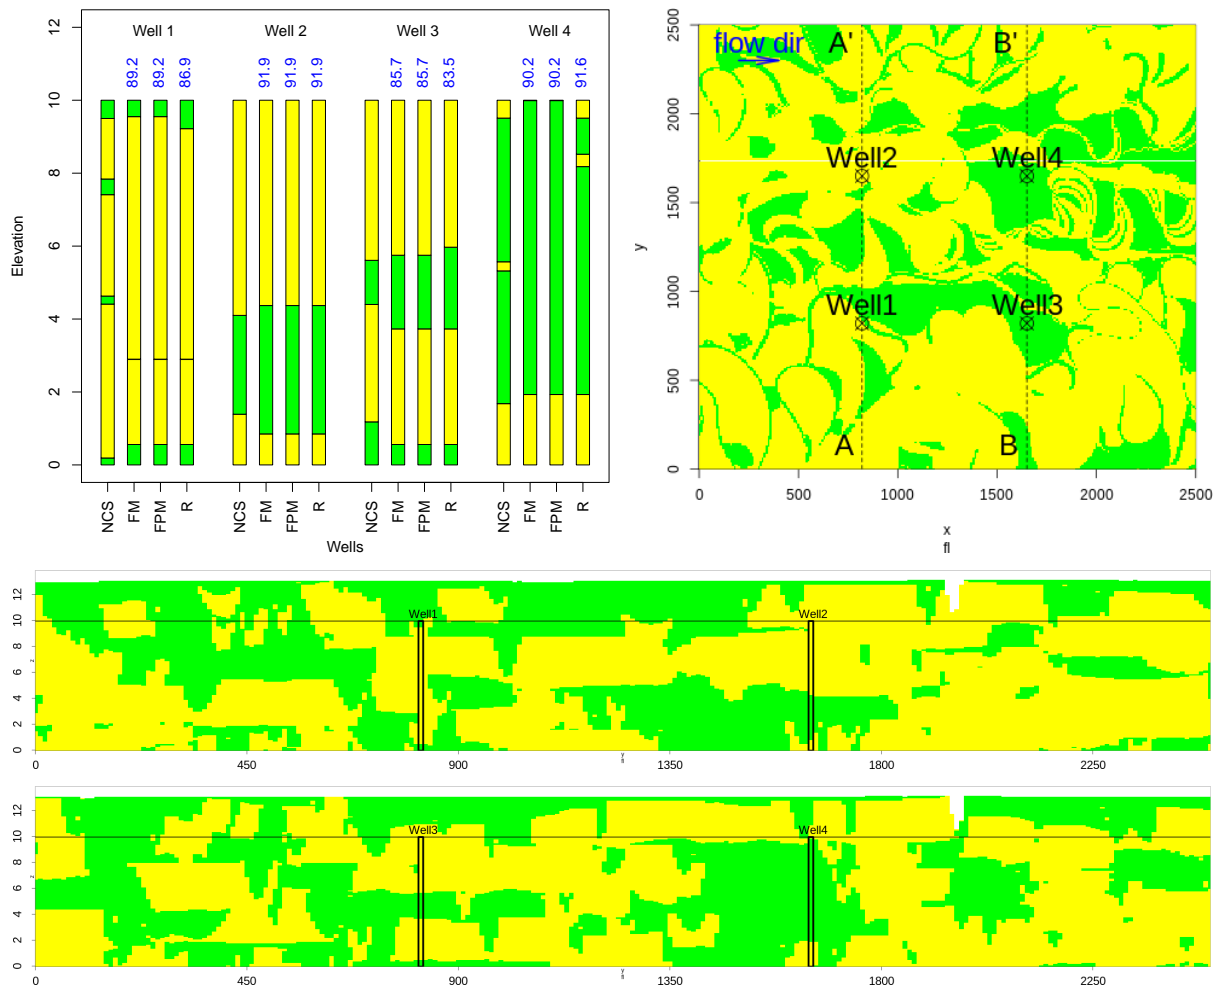 Well 1
Well 2
Well 3
Well 4
89.2
89.2
86.9
91.9
91.9
91.9
85.7
85.7
83.5
90.2
90.2
91.6
Elevation
0
2
4
6
8
10
12
NCS
FM
FPM
R
NCS
FM
FPM
R
NCS
FM
FPM
R
NCS
FM
FPM
R
Wells
flow dir
A'
B'
Well2
Well4
Well1
Well3
A
B
y
0
500
1000
1500
2000
2500
0
500
1000
1500
2000
2500
x
fl
Well1
Well2
z
0
2
4
6
8
10
12
0
450
900
1350
1800
2250
y
fl
Well3
Well4
z
0
2
4
6
8
10
12
0
450
900
1350
1800
2250
y
fl